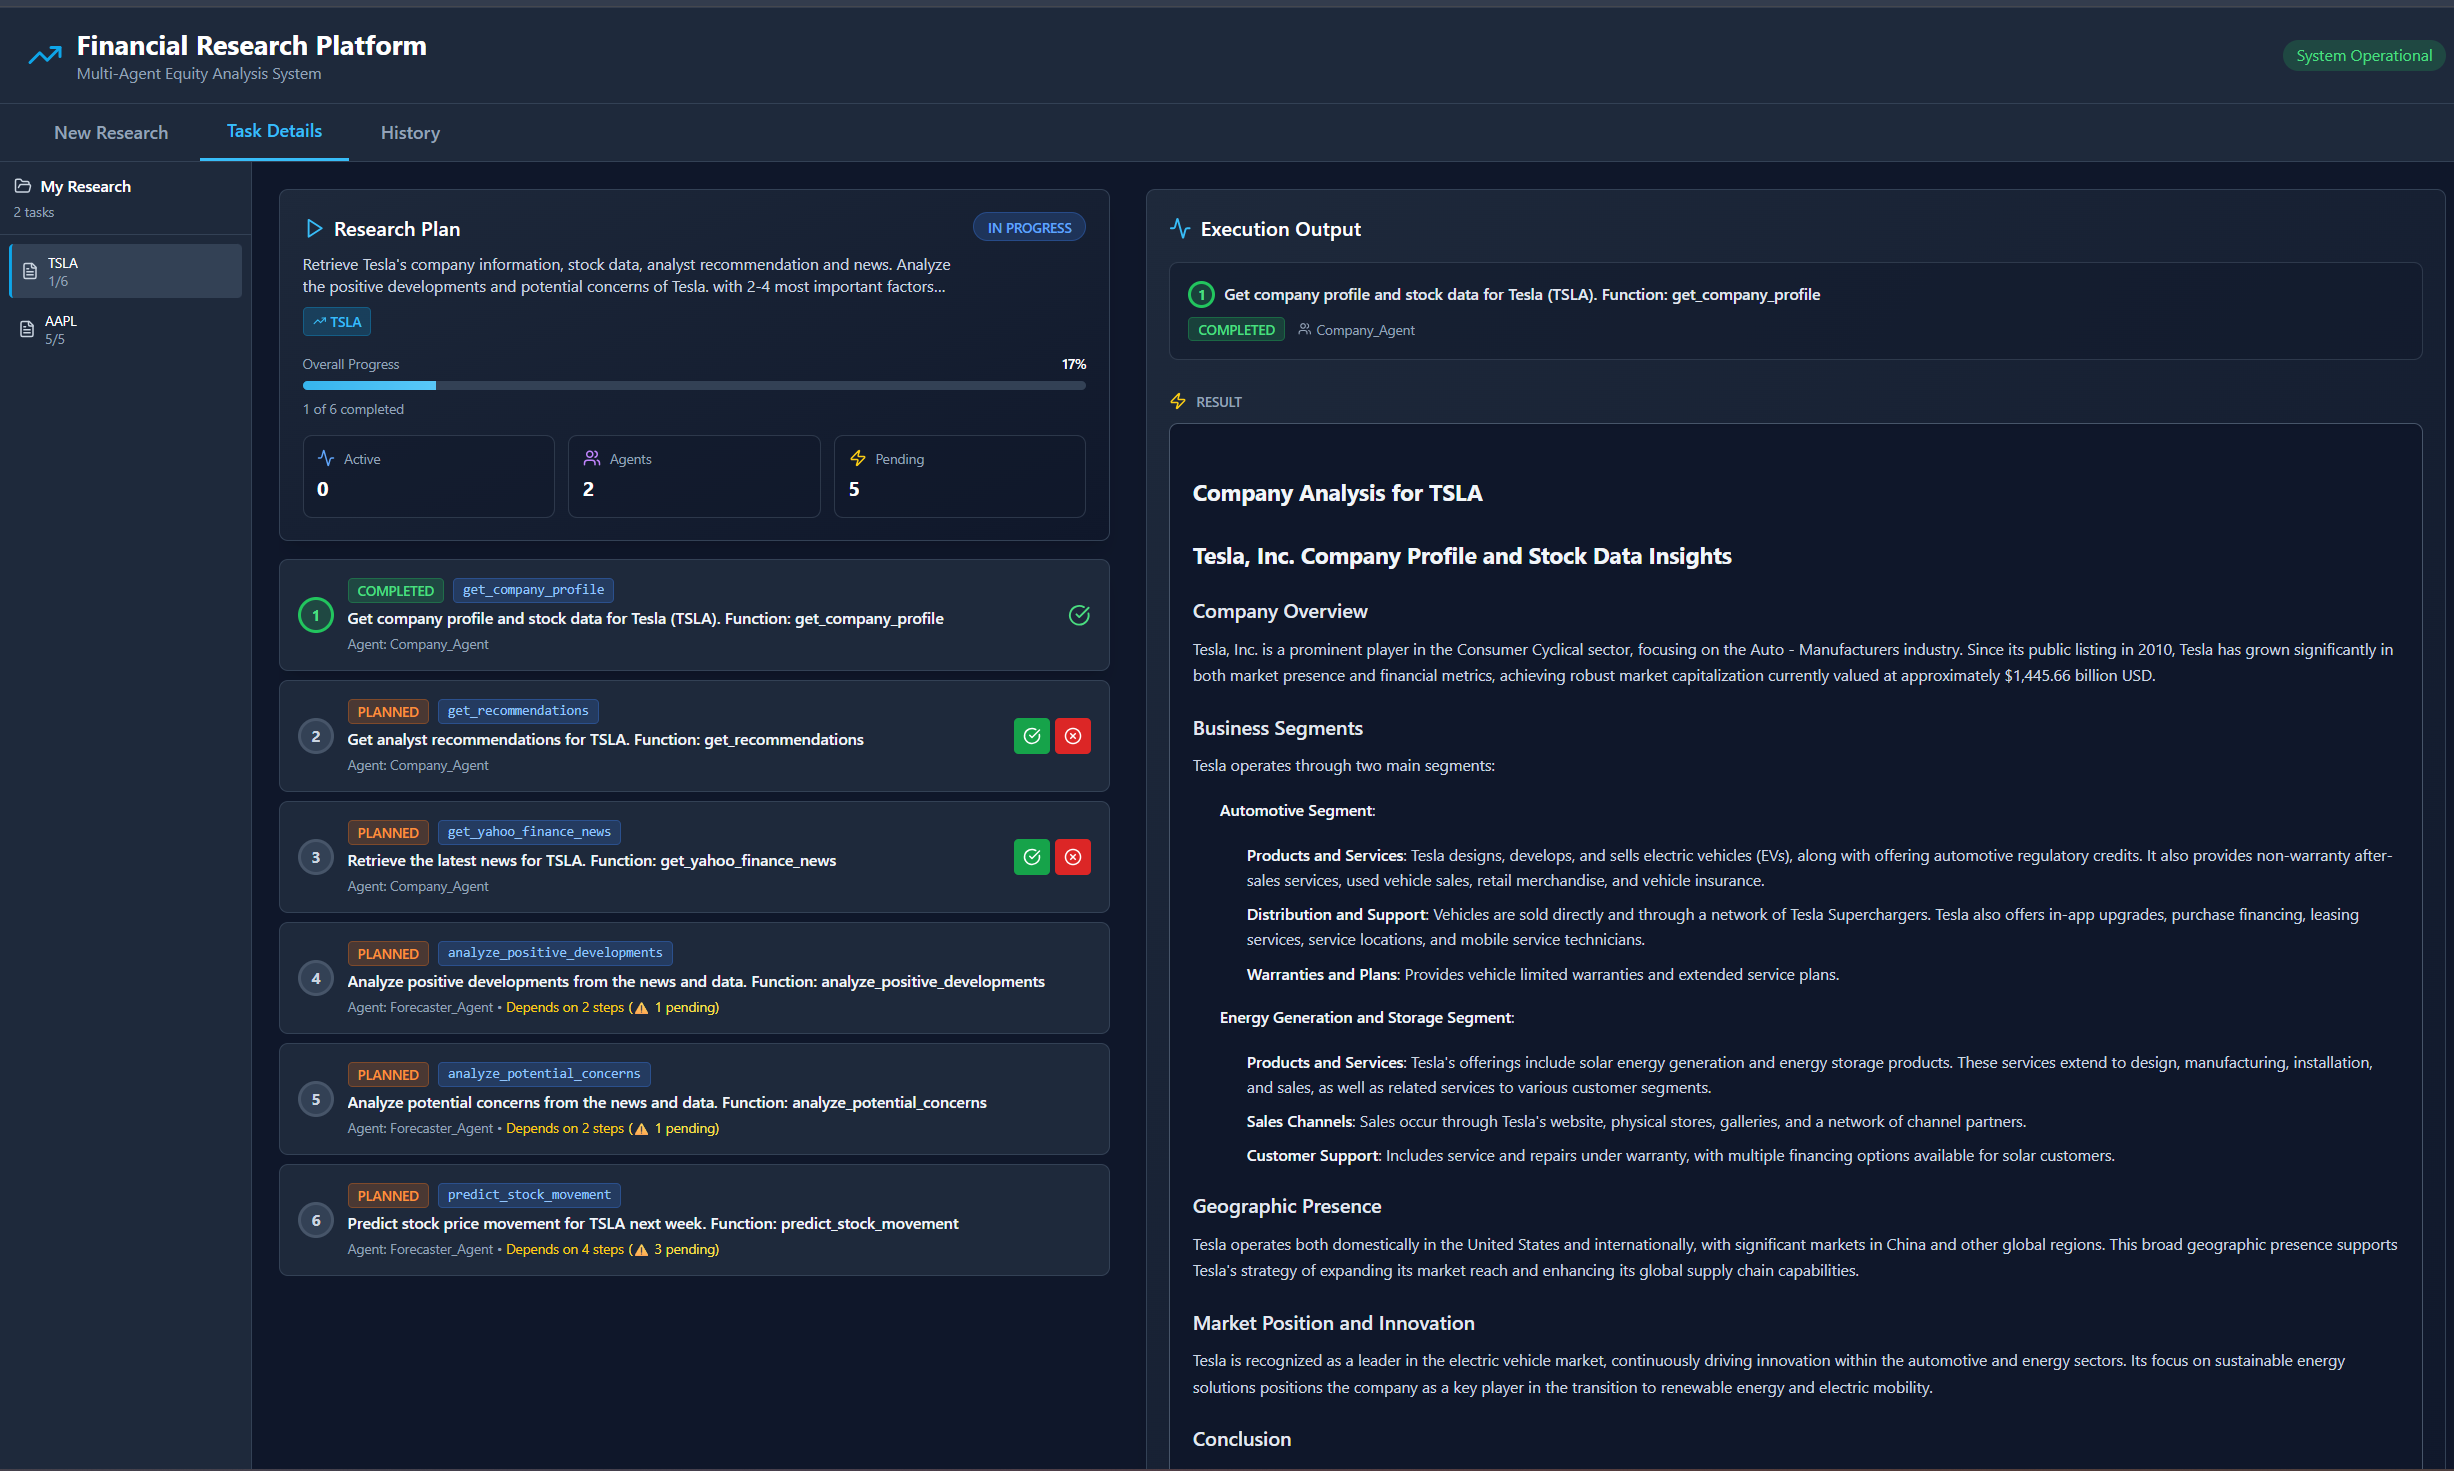 Financial Research Platform
Multi-Agent Equity Analysis System
System Operational
New Research
Task Details
History
My Research
2 tasks
TSLA
1/6
AAPL
5/5
Research Plan
IN PROGRESS
Retrieve Tesla's company information, stock data, analyst recommendation and news. Analyze
the positive developments and potential concerns of Tesla. with 2-4 most important factors...
TSLA
Overall Progress
17%
1 of 6 completed
Active
0
Agents
2
Pending
5
1
COMPLETED
get_company_profile
Get company profile and stock data for Tesla (TSLA). Function: get_company_profile
Agent: Company_Agent
2
PLANNED
get_recommendations
Get analyst recommendations for TSLA. Function: get_recommendations
Agent: Company_Agent
3
PLANNED
get_yahoo_finance_news
Retrieve the latest news for TSLA. Function: get_yahoo_finance_news
Agent: Company_Agent
4
PLANNED
analyze_positive_developments
Analyze positive developments from the news and data. Function: analyze_positive_developments
Agent: Forecaster_Agent • Depends on 2 steps (⚠ 1 pending)
5
PLANNED
analyze_potential_concerns
Analyze potential concerns from the news and data. Function: analyze_potential_concerns
Agent: Forecaster_Agent • Depends on 2 steps (⚠ 1 pending)
6
PLANNED
predict_stock_movement
Predict stock price movement for TSLA next week. Function: predict_stock_movement
Agent: Forecaster_Agent • Depends on 4 steps (⚠ 3 pending)
Execution Output
1
Get company profile and stock data for Tesla (TSLA). Function: get_company_profile
COMPLETED
Company_Agent
RESULT
Company Analysis for TSLA
Tesla, Inc. Company Profile and Stock Data Insights
Company Overview
Tesla, Inc. is a prominent player in the Consumer Cyclical sector, focusing on the Auto - Manufacturers industry. Since its public listing in 2010, Tesla has grown significantly in
both market presence and financial metrics, achieving robust market capitalization currently valued at approximately $1,445.66 billion USD.
Business Segments
Tesla operates through two main segments:
Automotive Segment:
Products and Services: Tesla designs, develops, and sells electric vehicles (EVs), along with offering automotive regulatory credits. It also provides non-warranty after-
sales services, used vehicle sales, retail merchandise, and vehicle insurance.
Distribution and Support: Vehicles are sold directly and through a network of Tesla Superchargers. Tesla also offers in-app upgrades, purchase financing, leasing
services, service locations, and mobile service technicians.
Warranties and Plans: Provides vehicle limited warranties and extended service plans.
Energy Generation and Storage Segment:
Products and Services: Tesla's offerings include solar energy generation and energy storage products. These services extend to design, manufacturing, installation,
and sales, as well as related services to various customer segments.
Sales Channels: Sales occur through Tesla's website, physical stores, galleries, and a network of channel partners.
Customer Support: Includes service and repairs under warranty, with multiple financing options available for solar customers.
Geographic Presence
Tesla operates both domestically in the United States and internationally, with significant markets in China and other global regions. This broad geographic presence supports
Tesla's strategy of expanding its market reach and enhancing its global supply chain capabilities.
Market Position and Innovation
Tesla is recognized as a leader in the electric vehicle market, continuously driving innovation within the automotive and energy sectors. Its focus on sustainable energy
solutions positions the company as a key player in the transition to renewable energy and electric mobility.
Conclusion